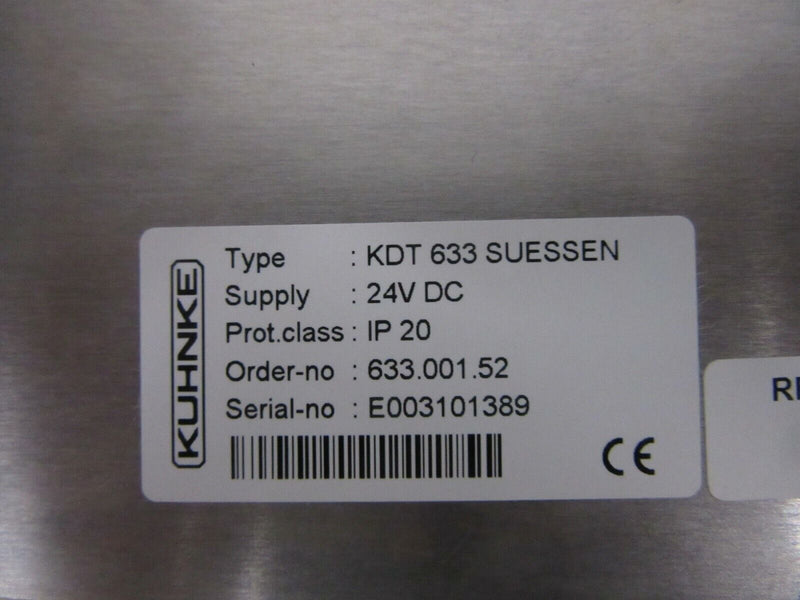 KUHNKE
Type : KDT 633 SUESSEN
Supply : 24V DC
Prot.class : IP 20
Order-no : 633.001.52
Serial-no : E003101389
CE